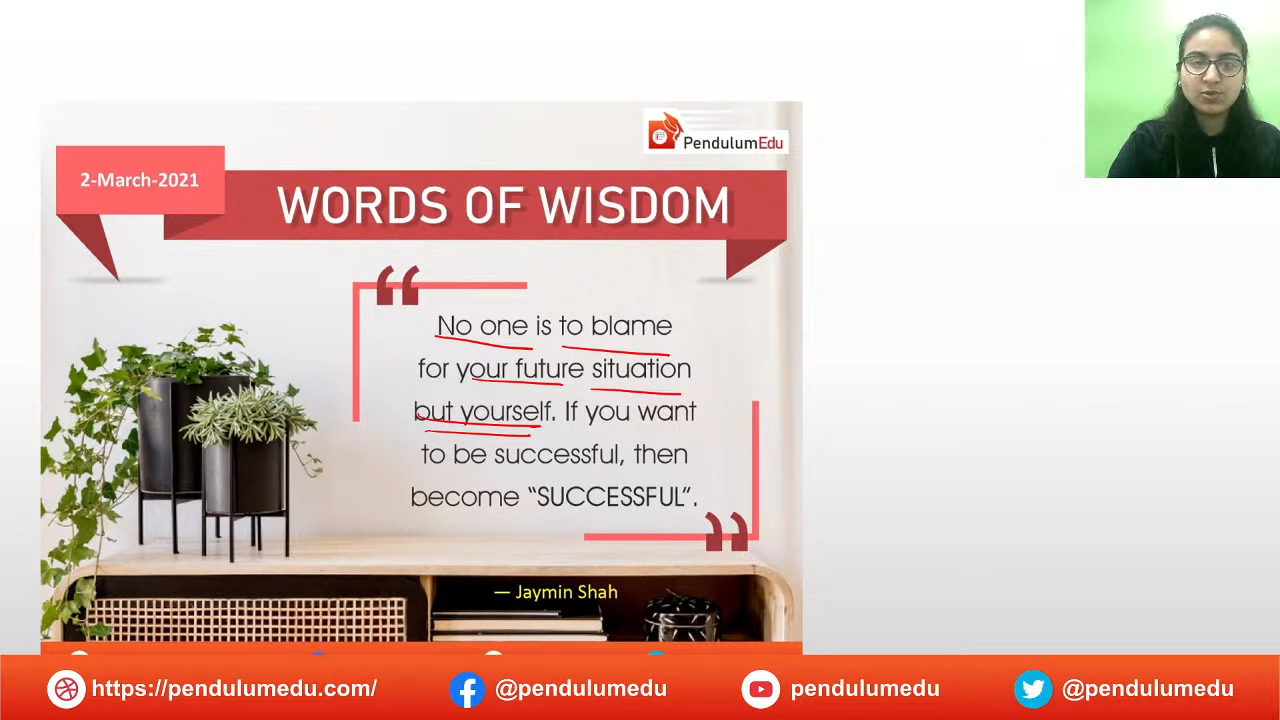 PendulumEdu
2-March-2021
WORDS OF WISDOM
“
No one is to blame
for your future situation
but yourself. If you want
to be successful, then
become “SUCCESSFUL”.
”
— Jaymin Shah
https://pendulumedu.com/
@pendulumedu
pendulumedu
@pendulumedu